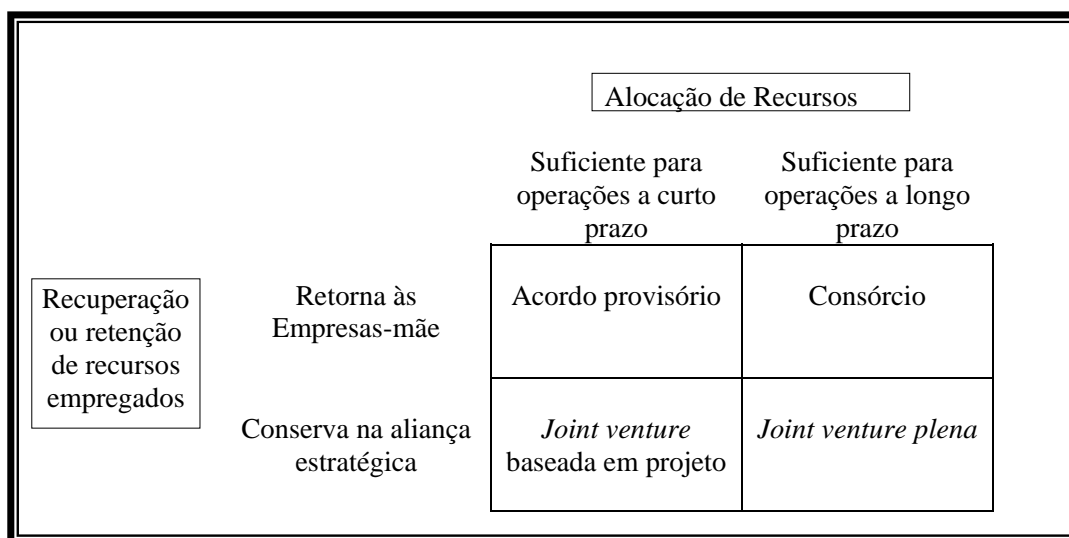 Alocação de Recursos
Suficiente para
operações a curto
prazo
Suficiente para
operações a longo
prazo
Recuperação
ou retenção
de recursos
empregados
Retorna às
Empresas-mãe
Acordo provisório
Consórcio
Conserva na aliança
estratégica
Joint venture
baseada em projeto
Joint venture plena